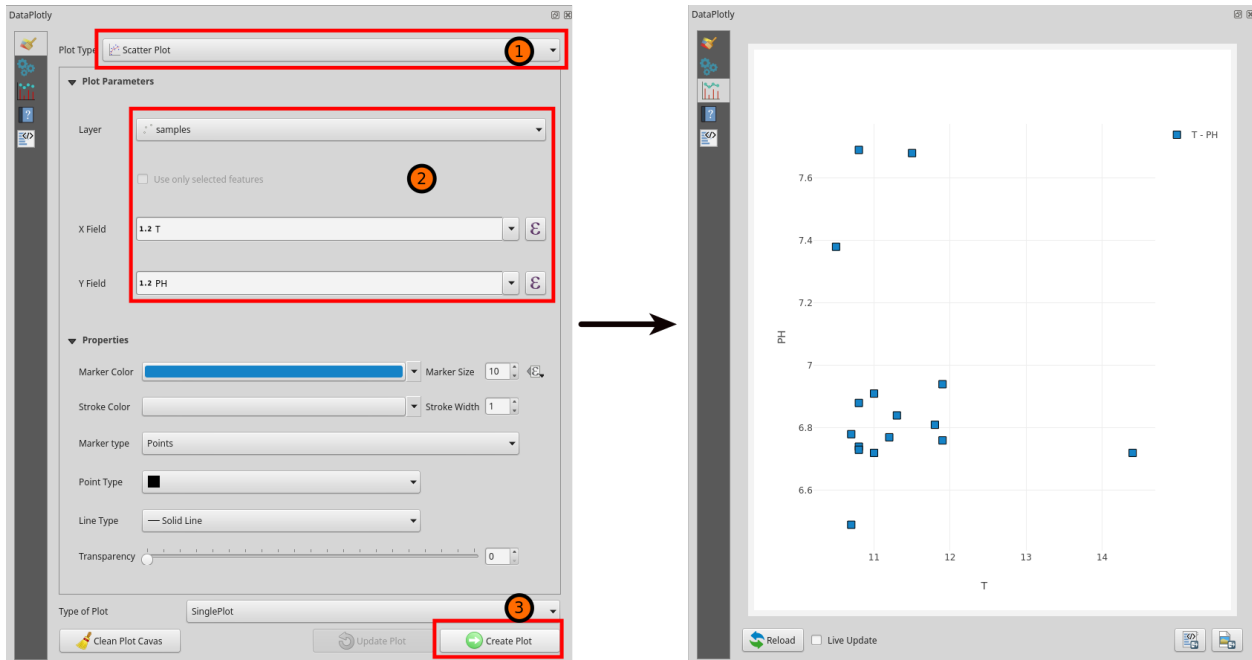 DataPlotly
Plot Type Scatter Plot 1
Plot Parameters
Layer samples
Use only selected features 2
X Field 1.2 T ε
Y Field 1.2 PH ε
Properties
Marker Color Marker Size 10 ε
Stroke Color Stroke Width 1
Marker type Points
Point Type
Line Type Solid Line
Transparency 0
Type of Plot SinglePlot 3
Clean Plot Cavas Update Plot Create Plot
DataPlotly
T - PH
7.6
7.4
7.2
7
6.8
6.6
PH
11 12 13 14
T
Reload Live Update